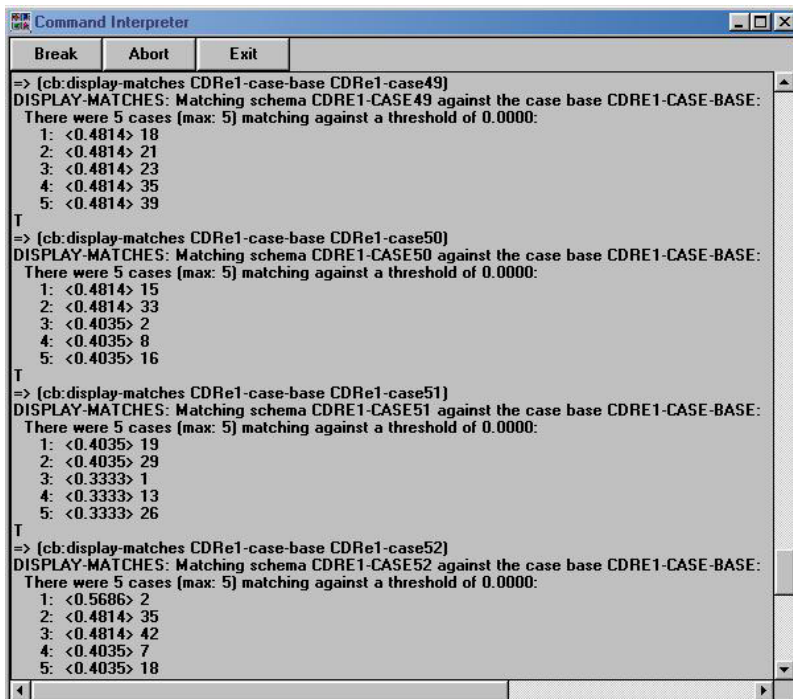 Command Interpreter
Break Abort Exit
=> (cb:display-matches CDRe1-case-base CDRe1-case49)
DISPLAY-MATCHES: Matching schema CDRE1-CASE49 against the case base CDRE1-CASE-BASE:
There were 5 cases (max: 5) matching against a threshold of 0.0000:
1: <0.4814> 18
2: <0.4814> 21
3: <0.4814> 23
4: <0.4814> 35
5: <0.4814> 39
T
=> (cb:display-matches CDRe1-case-base CDRe1-case50)
DISPLAY-MATCHES: Matching schema CDRE1-CASE50 against the case base CDRE1-CASE-BASE:
There were 5 cases (max: 5) matching against a threshold of 0.0000:
1: <0.4814> 15
2: <0.4814> 33
3: <0.4035> 2
4: <0.4035> 8
5: <0.4035> 16
T
=> (cb:display-matches CDRe1-case-base CDRe1-case51)
DISPLAY-MATCHES: Matching schema CDRE1-CASE51 against the case base CDRE1-CASE-BASE:
There were 5 cases (max: 5) matching against a threshold of 0.0000:
1: <0.4035> 19
2: <0.4035> 29
3: <0.3333> 1
4: <0.3333> 13
5: <0.3333> 26
T
=> (cb:display-matches CDRe1-case-base CDRe1-case52)
DISPLAY-MATCHES: Matching schema CDRE1-CASE52 against the case base CDRE1-CASE-BASE:
There were 5 cases (max: 5) matching against a threshold of 0.0000:
1: <0.5686> 2
2: <0.4814> 35
3: <0.4814> 42
4: <0.4035> 7
5: <0.4035> 18